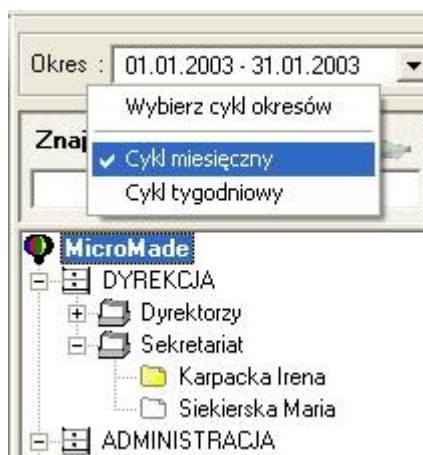 Okres : 01.01.2003 - 31.01.2003
Wybierz cykl okresów
Znaj
Cykl miesięczny
Cykl tygodniowy
MicroMade
DYREKCJA
Dyrektorzy
Sekretariat
Karpacka Irena
Siekierska Maria
ADMINISTRACJA